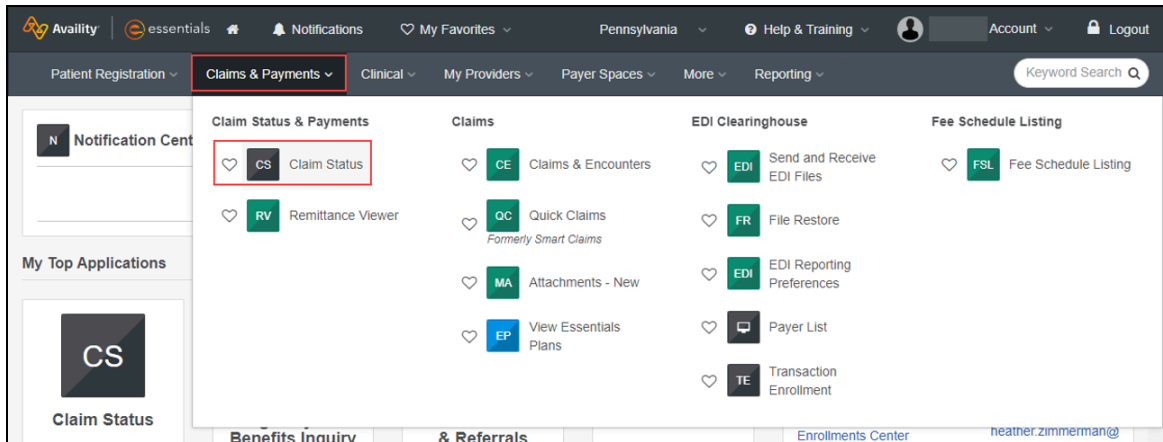 Availity essentials Notifications My Favorites Pennsylvania Help & Training Account Logout
Patient Registration Claims & Payments Clinical My Providers Payer Spaces More Reporting Keyword Search
N Notification Cent
Claim Status & Payments
CS Claim Status
RV Remittance Viewer
Claims
CE Claims & Encounters
QC Quick Claims
Formerly Smart Claims
MA Attachments - New
EP View Essentials
Plans
EDI Clearinghouse
EDI Send and Receive
EDI Files
FR File Restore
EDI EDI Reporting
Preferences
Payer List
TE Transaction
Enrollment
Fee Schedule Listing
FSL Fee Schedule Listing
My Top Applications
CS
Claim Status
Benefits Inquiry
& Referrals
Enrollments Center
heather.zimmerman@